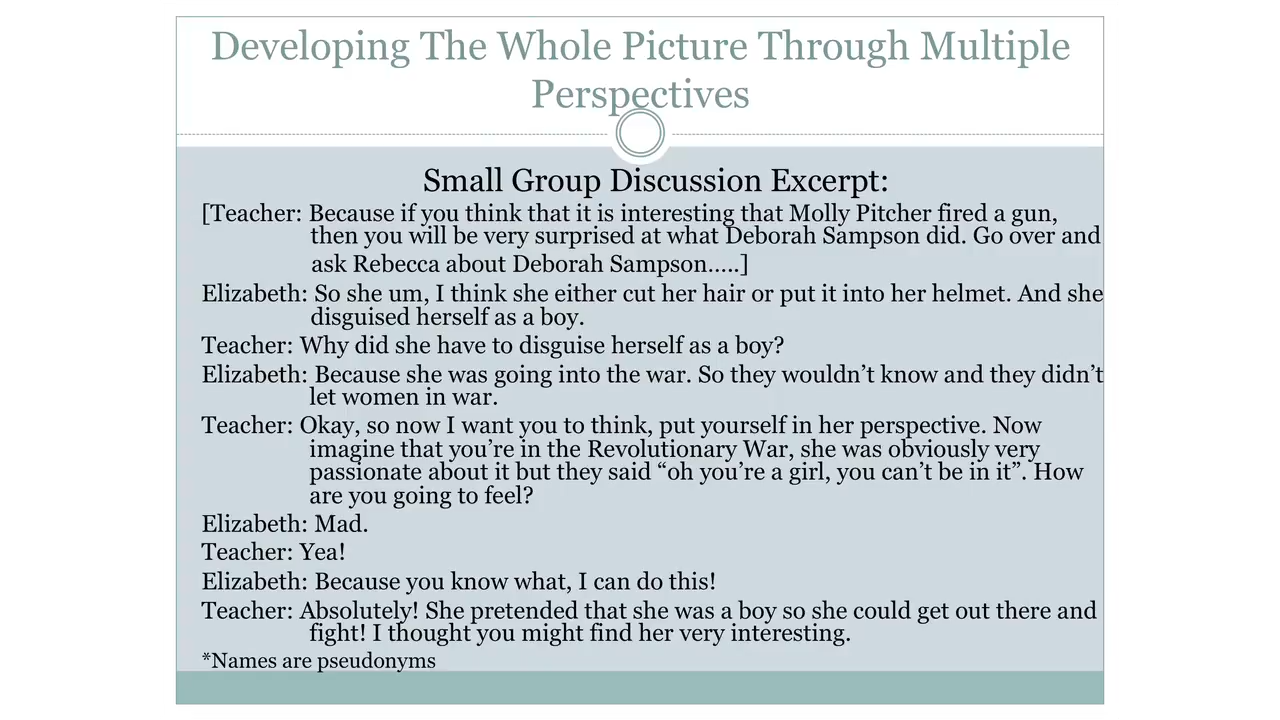 Developing The Whole Picture Through Multiple
Perspectives
Small Group Discussion Excerpt:
[Teacher: Because if you think that it is interesting that Molly Pitcher fired a gun,
then you will be very surprised at what Deborah Sampson did. Go over and
ask Rebecca about Deborah Sampson…..]
Elizabeth: So she um, I think she either cut her hair or put it into her helmet. And she
disguised herself as a boy.
Teacher: Why did she have to disguise herself as a boy?
Elizabeth: Because she was going into the war. So they wouldn’t know and they didn’t
let women in war.
Teacher: Okay, so now I want you to think, put yourself in her perspective. Now
imagine that you’re in the Revolutionary War, she was obviously very
passionate about it but they said “oh you’re a girl, you can’t be in it”. How
are you going to feel?
Elizabeth: Mad.
Teacher: Yea!
Elizabeth: Because you know what, I can do this!
Teacher: Absolutely! She pretended that she was a boy so she could get out there and
fight! I thought you might find her very interesting.
*Names are pseudonyms